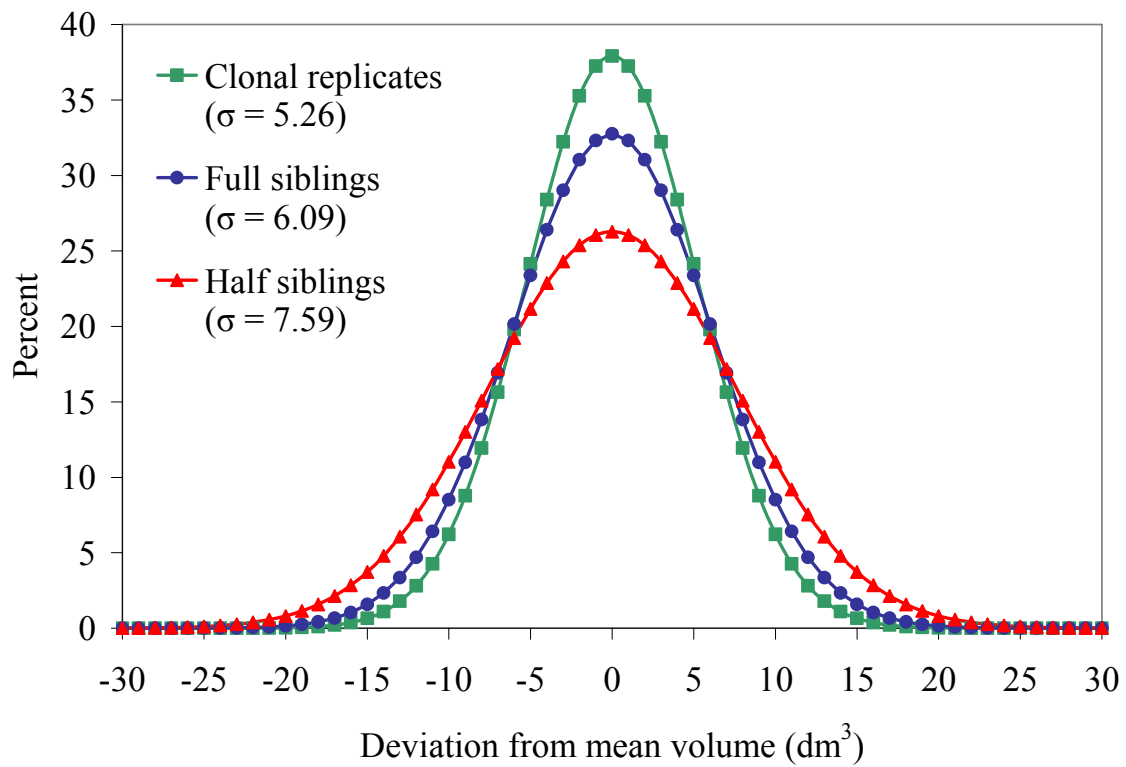 40
35
30
25
20
15
10
5
0
Percent
Clonal replicates
(σ = 5.26)
Full siblings
(σ = 6.09)
Half siblings
(σ = 7.59)
-30 -25 -20 -15 -10 -5 0 5 10 15 20 25 30
Deviation from mean volume (dm³)